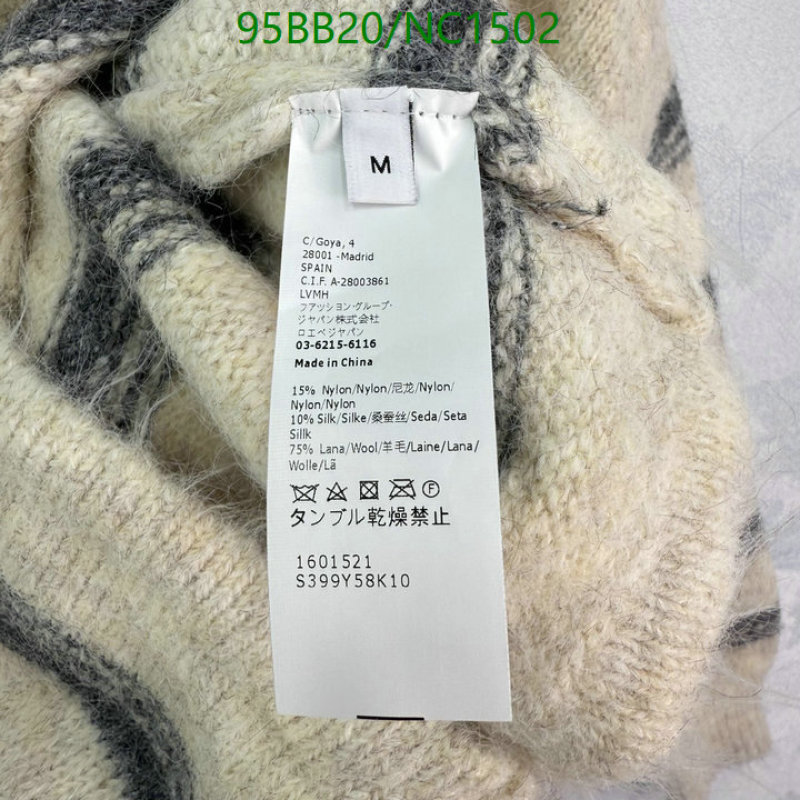 95BB20/NC1502
M
C/Goya, 4
28001 -Madrid
SPAIN
C.I.F. A-28003861
LVMH
ファッション･グループ･
ジャパン株式会社
ロエベジャパン
03-6215-6116
Made in China
15% Nylon/Nylon/尼龙/Nylon/
Nylon/Nylon
10% Silk/Silke/桑蚕丝/Seda/Seta
Sillk
75% Lana/Wool/羊毛/Laine/Lana/
Wolle/Lã
F
タンブル乾燥禁止
1601521
S399Y58K10